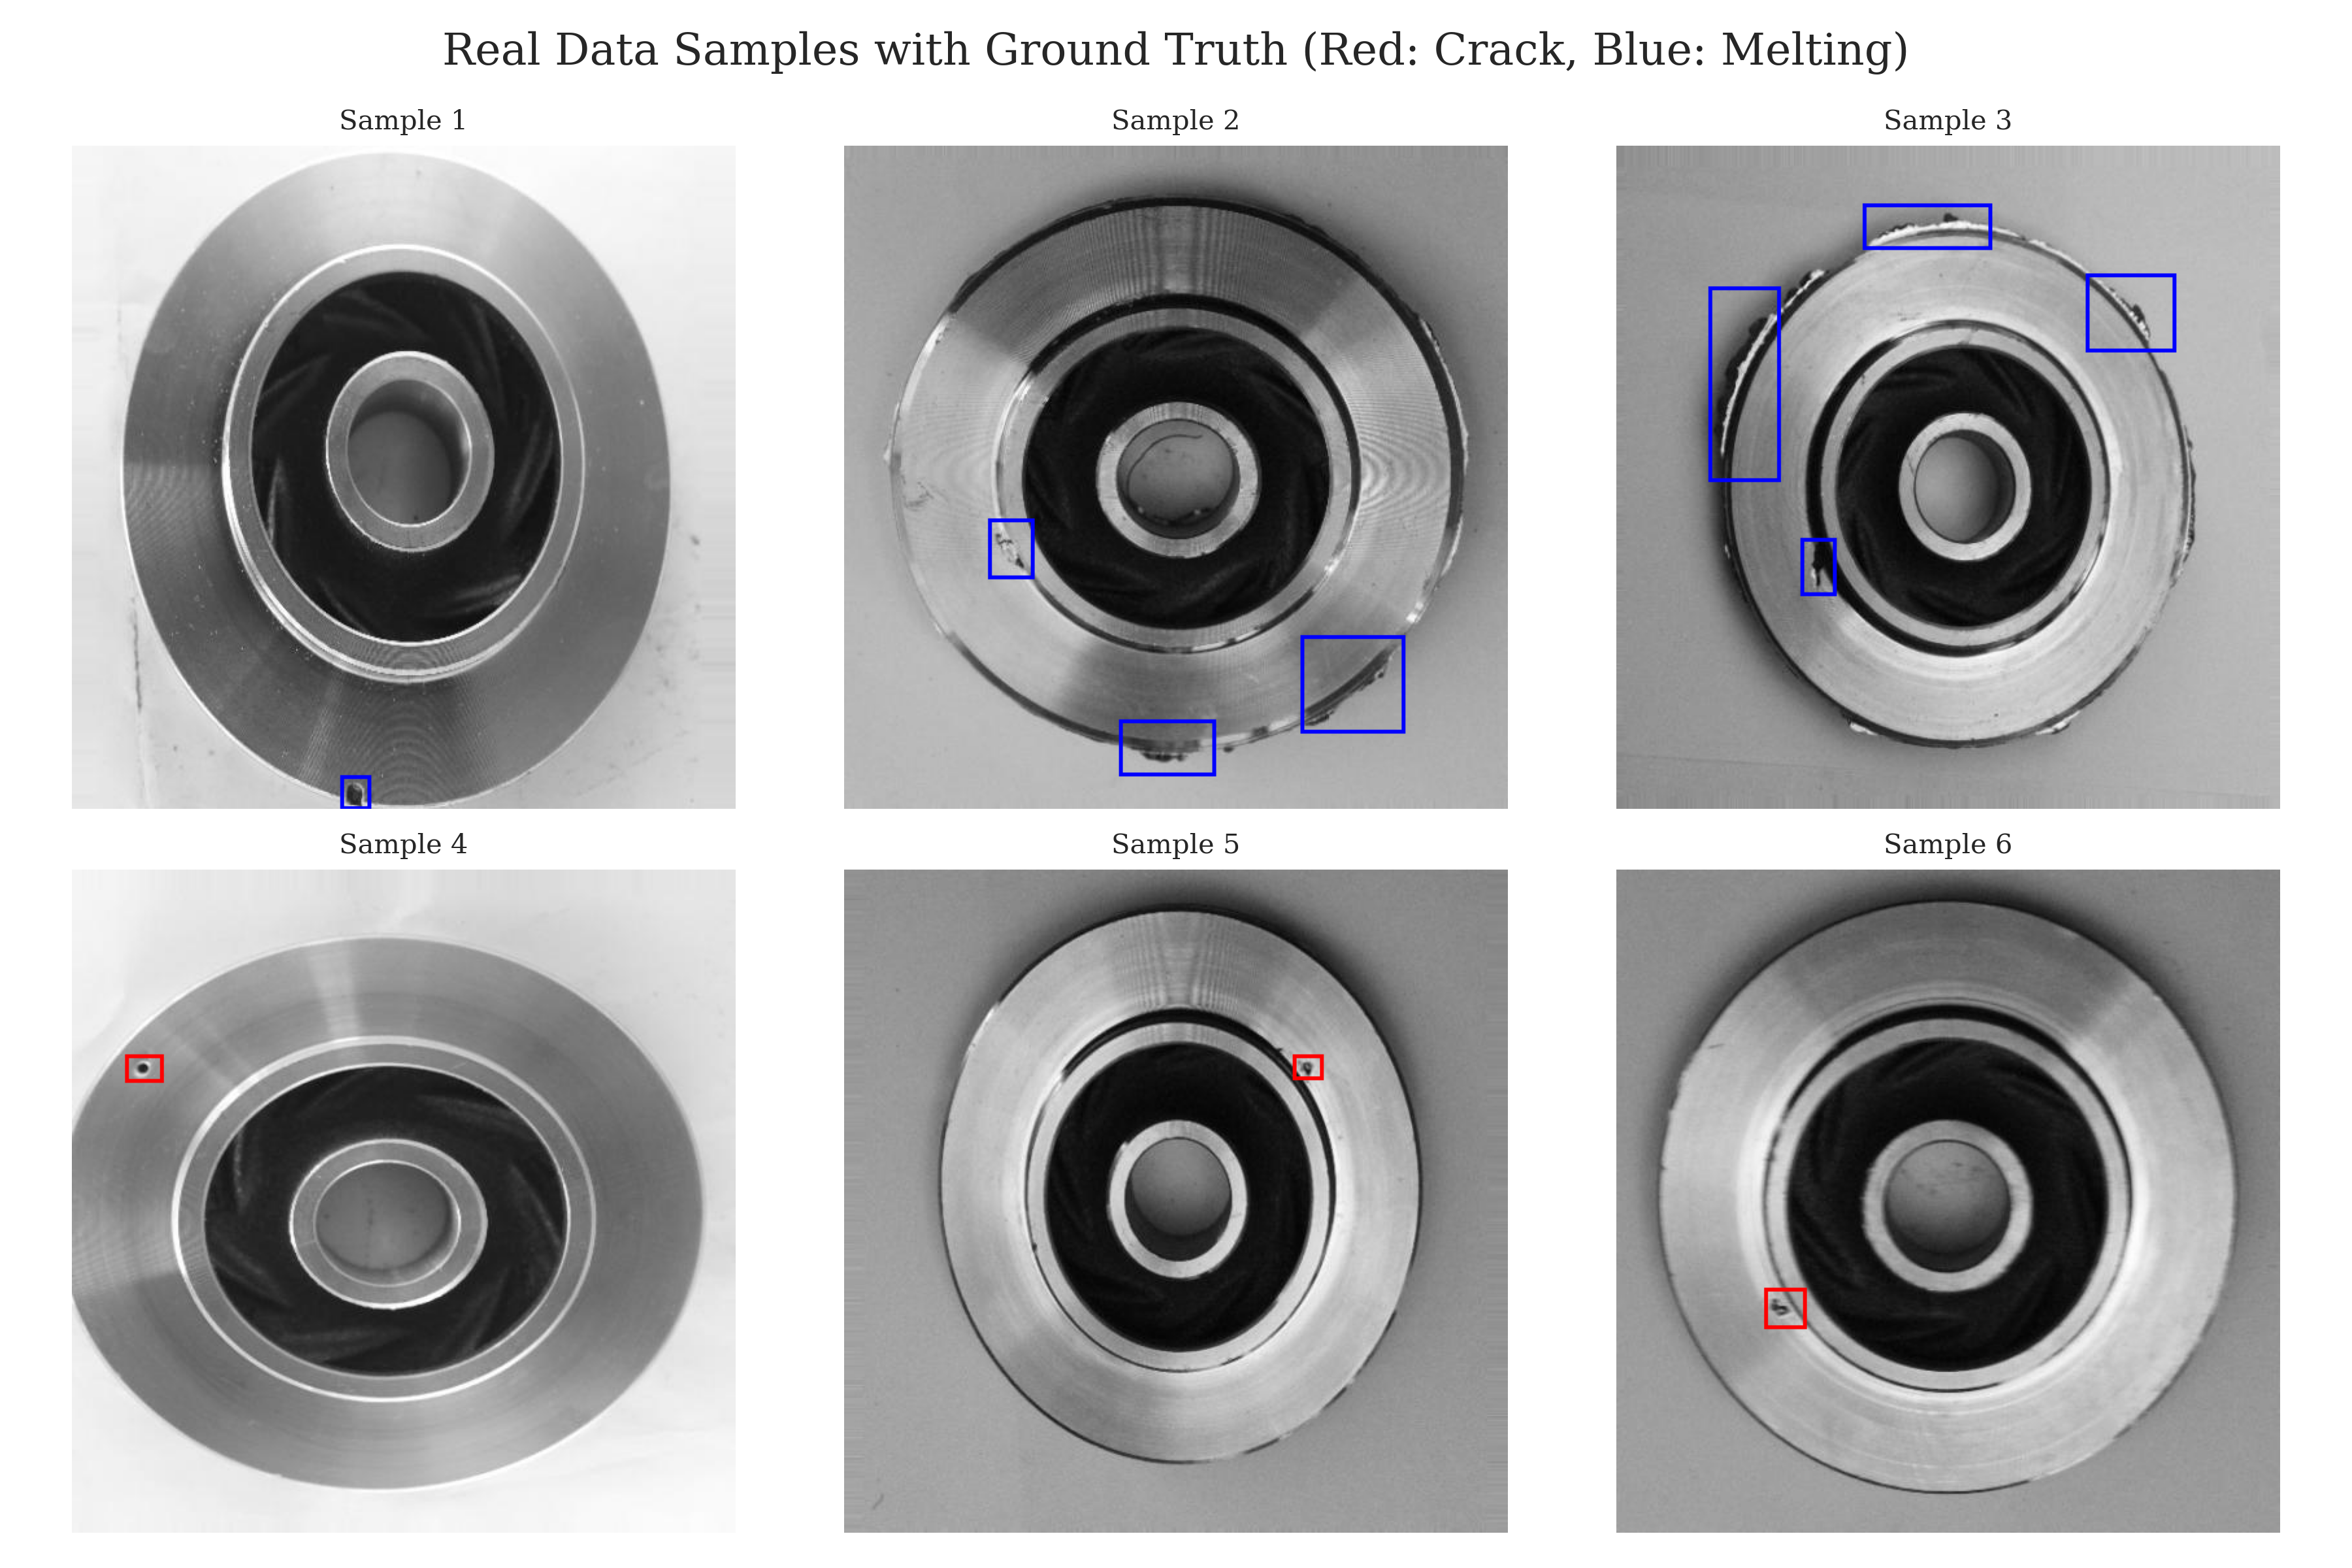 Real Data Samples with Ground Truth (Red: Crack, Blue: Melting)
Sample 1
Sample 2
Sample 3
Sample 4
Sample 5
Sample 6